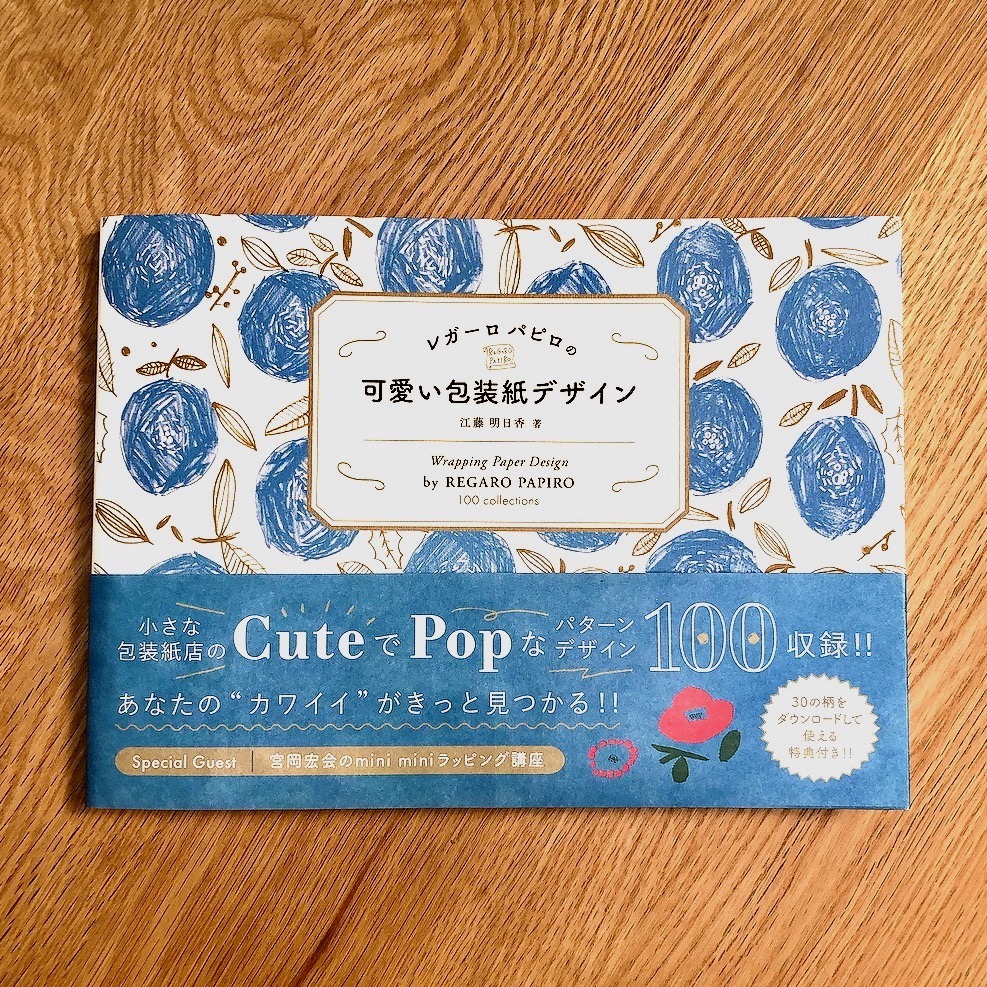 レガーロ パピロの
REGARO
PAPIRO
可愛い包装紙デザイン
江藤 明日香 著
Wrapping Paper Design
by REGARO PAPIRO
100 collections
小さな
包装紙店の
Cute で Pop な
パターン
デザイン
100 収録!!
あなたの“カワイイ”がきっと見つかる!!
Special Guest | 宮岡宏会のmini miniラッピング講座
30の柄を
ダウンロードして
使える
特典付き!!